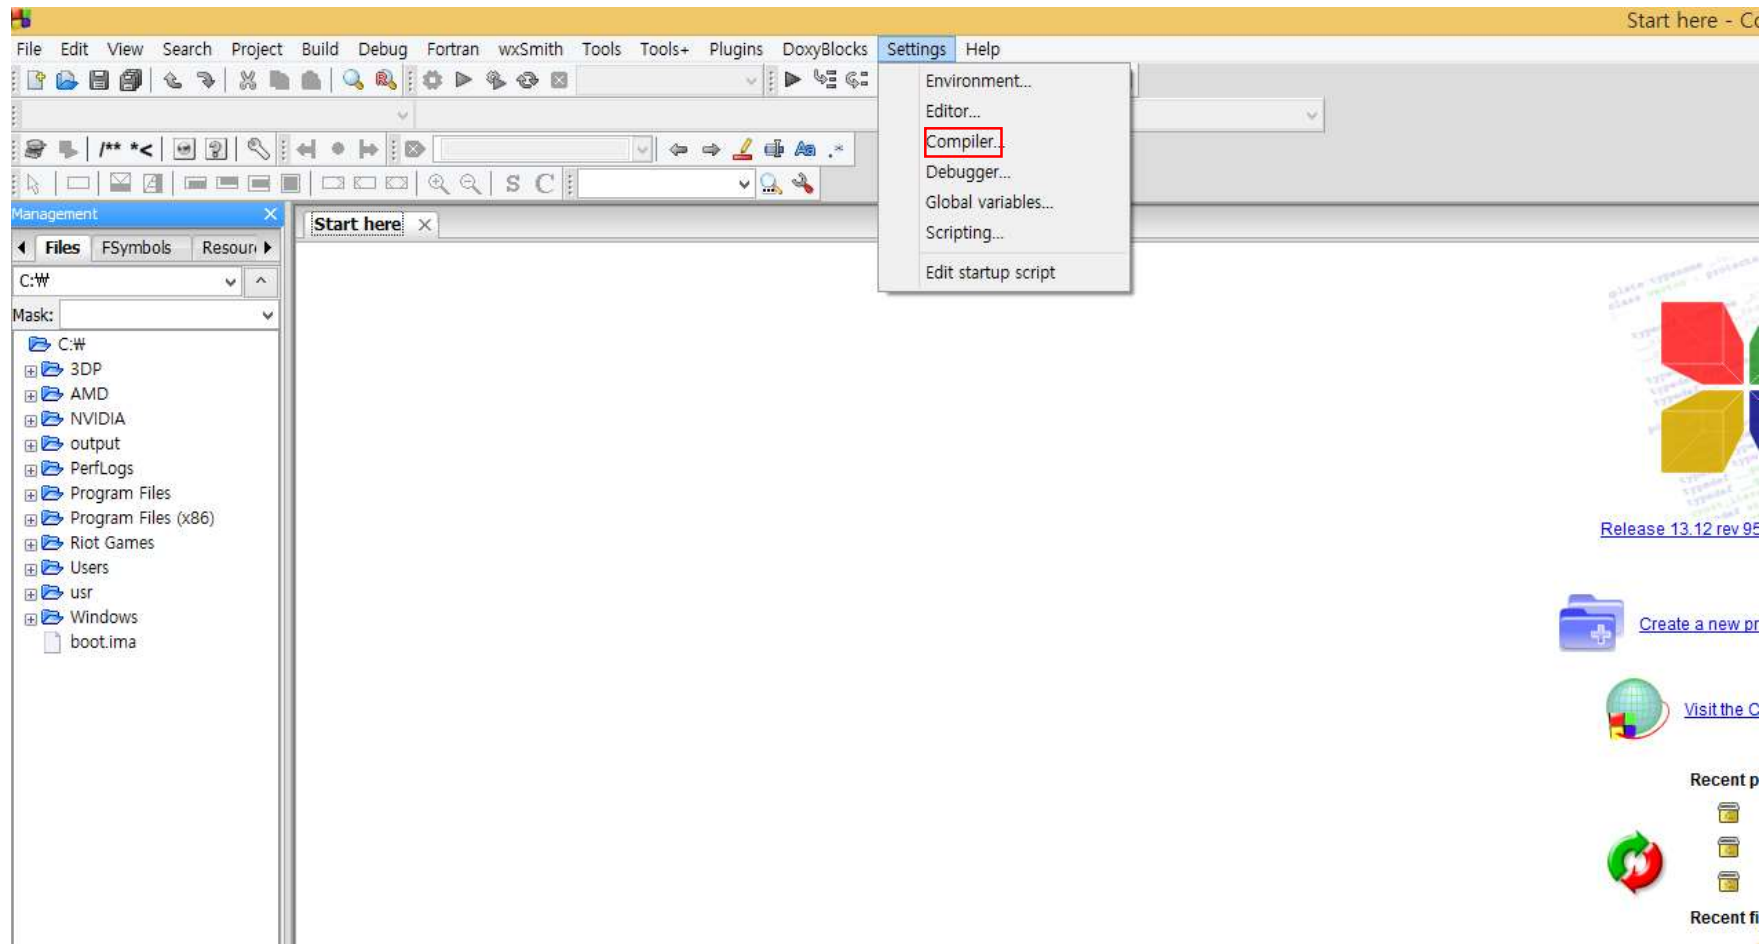 Start here - Co
File Edit View Search Project Build Debug Fortran wxSmith Tools Tools+ Plugins DoxyBlocks Settings Help
/** *<
S C
Environment...
Editor...
Compiler...
Debugger...
Global variables...
Scripting...
Edit startup script
Management
Files FSymbols Resour
C:₩
Mask:
C:₩
3DP
AMD
NVIDIA
output
PerfLogs
Program Files
Program Files (x86)
Riot Games
Users
usr
Windows
boot.ima
Start here
Release 13.12 rev 95
Create a new pr
Visit the C
Recent p
Recent fi